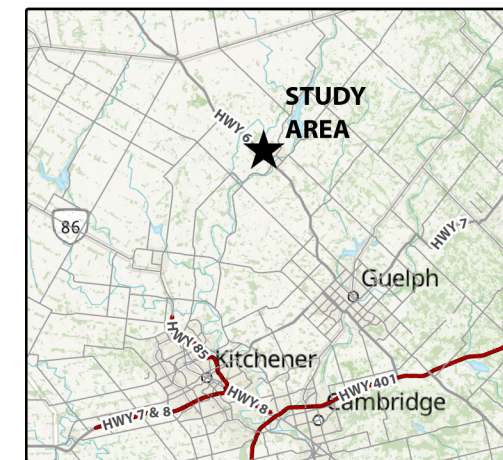 STUDY
AREA
HWY 6
86
HWY 7
Guelph
HWY 85
Kitchener
HWY 401
HWY 8
Cambridge
HWY 7 & 8